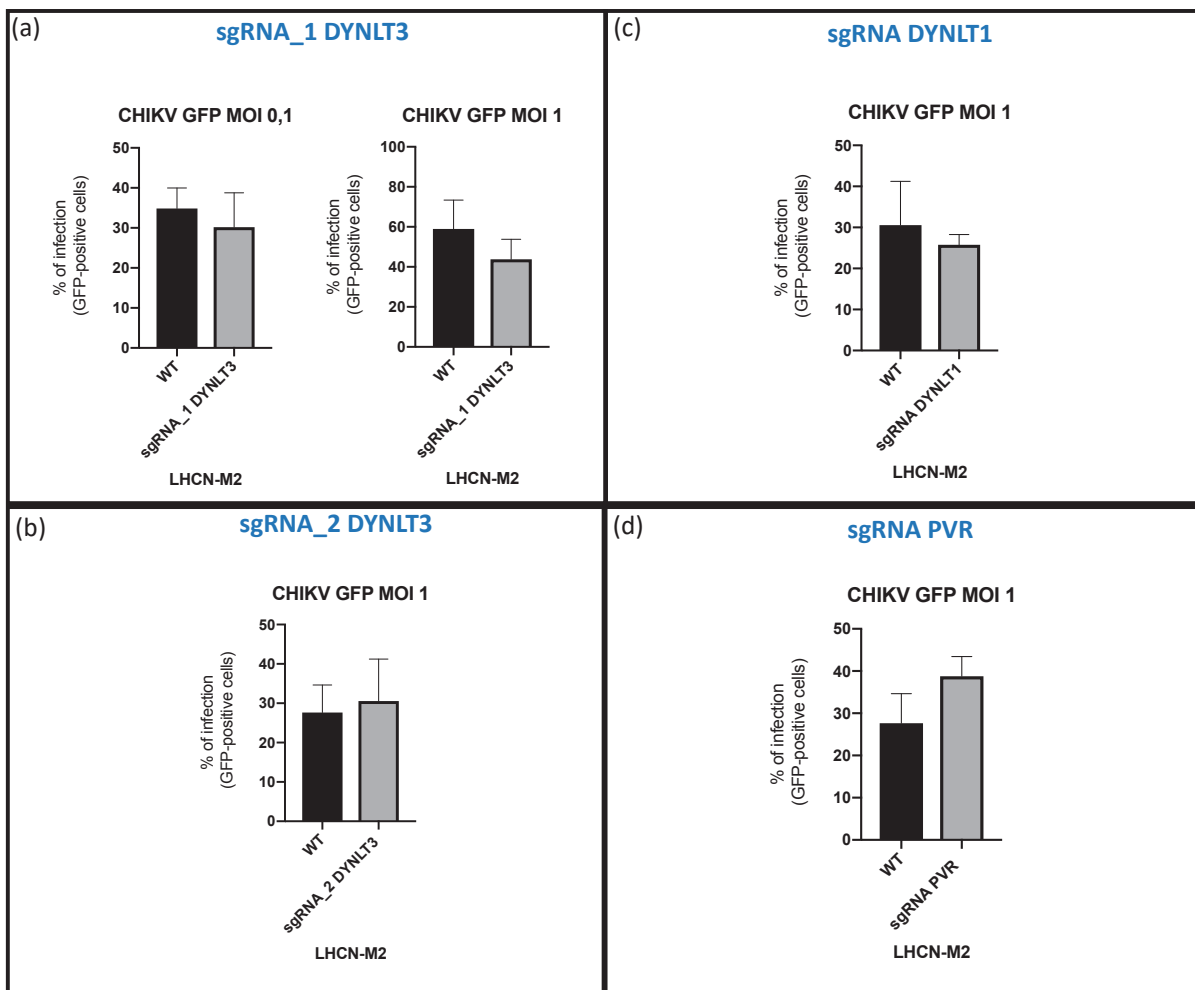 (a)
sgRNA_1 DYNLT3
CHIKV GFP MOI 0,1
% of infection
(GFP-positive cells)
50
40
30
20
10
0
WT
sgRNA_1 DYNLT3
LHCN-M2
CHIKV GFP MOI 1
% of infection
(GFP-positive cells)
100
80
60
40
20
0
WT
sgRNA_1 DYNLT3
LHCN-M2
(c)
sgRNA DYNLT1
CHIKV GFP MOI 1
% of infection
(GFP-positive cells)
50
40
30
20
10
0
WT
sgRNA DYNLT1
LHCN-M2
(b)
sgRNA_2 DYNLT3
CHIKV GFP MOI 1
% of infection
(GFP-positive cells)
50
40
30
20
10
0
WT
sgRNA_2 DYNLT3
LHCN-M2
(d)
sgRNA PVR
CHIKV GFP MOI 1
% of infection
(GFP-positive cells)
50
40
30
20
10
0
WT
sgRNA PVR
LHCN-M2